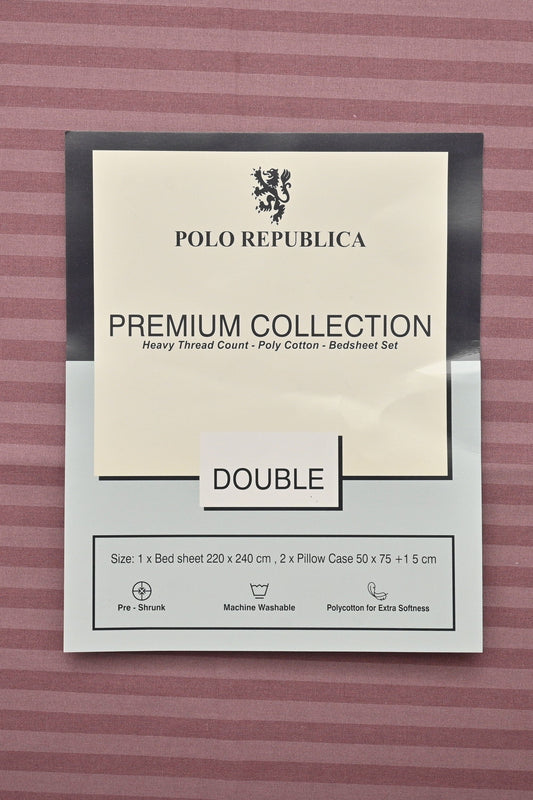 POLO REPUBLICA
PREMIUM COLLECTION
Heavy Thread Count - Poly Cotton - Bedsheet Set
DOUBLE
Size: 1 x Bed sheet 220 x 240 cm , 2 x Pillow Case 50 x 75 +1 5 cm
Pre - Shrunk
Machine Washable
Polycotton for Extra Softness